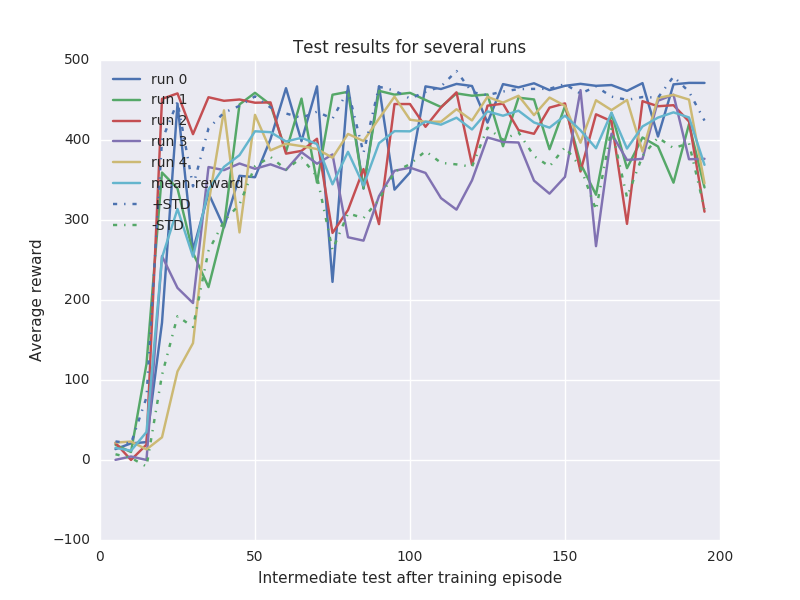 Test results for several runs
500
400
300
200
100
0
−100
Average reward
run 0
run 1
run 2
run 3
run 4
mean reward
+STD
-STD
0
50
100
150
200
Intermediate test after training episode